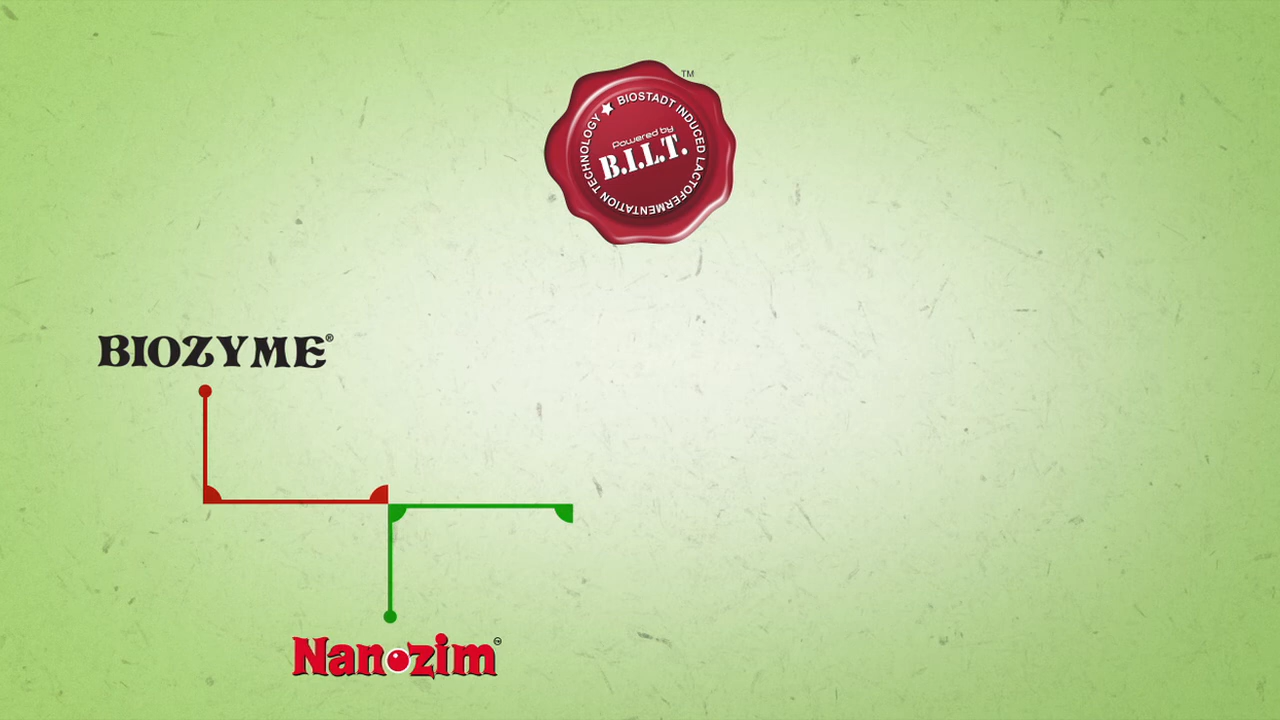 TM
BIOSTADT INDUCED LACTOFERMENTATION TECHNOLOGY
Powered by
B.I.L.T.
BIOZYME®
Nanozim